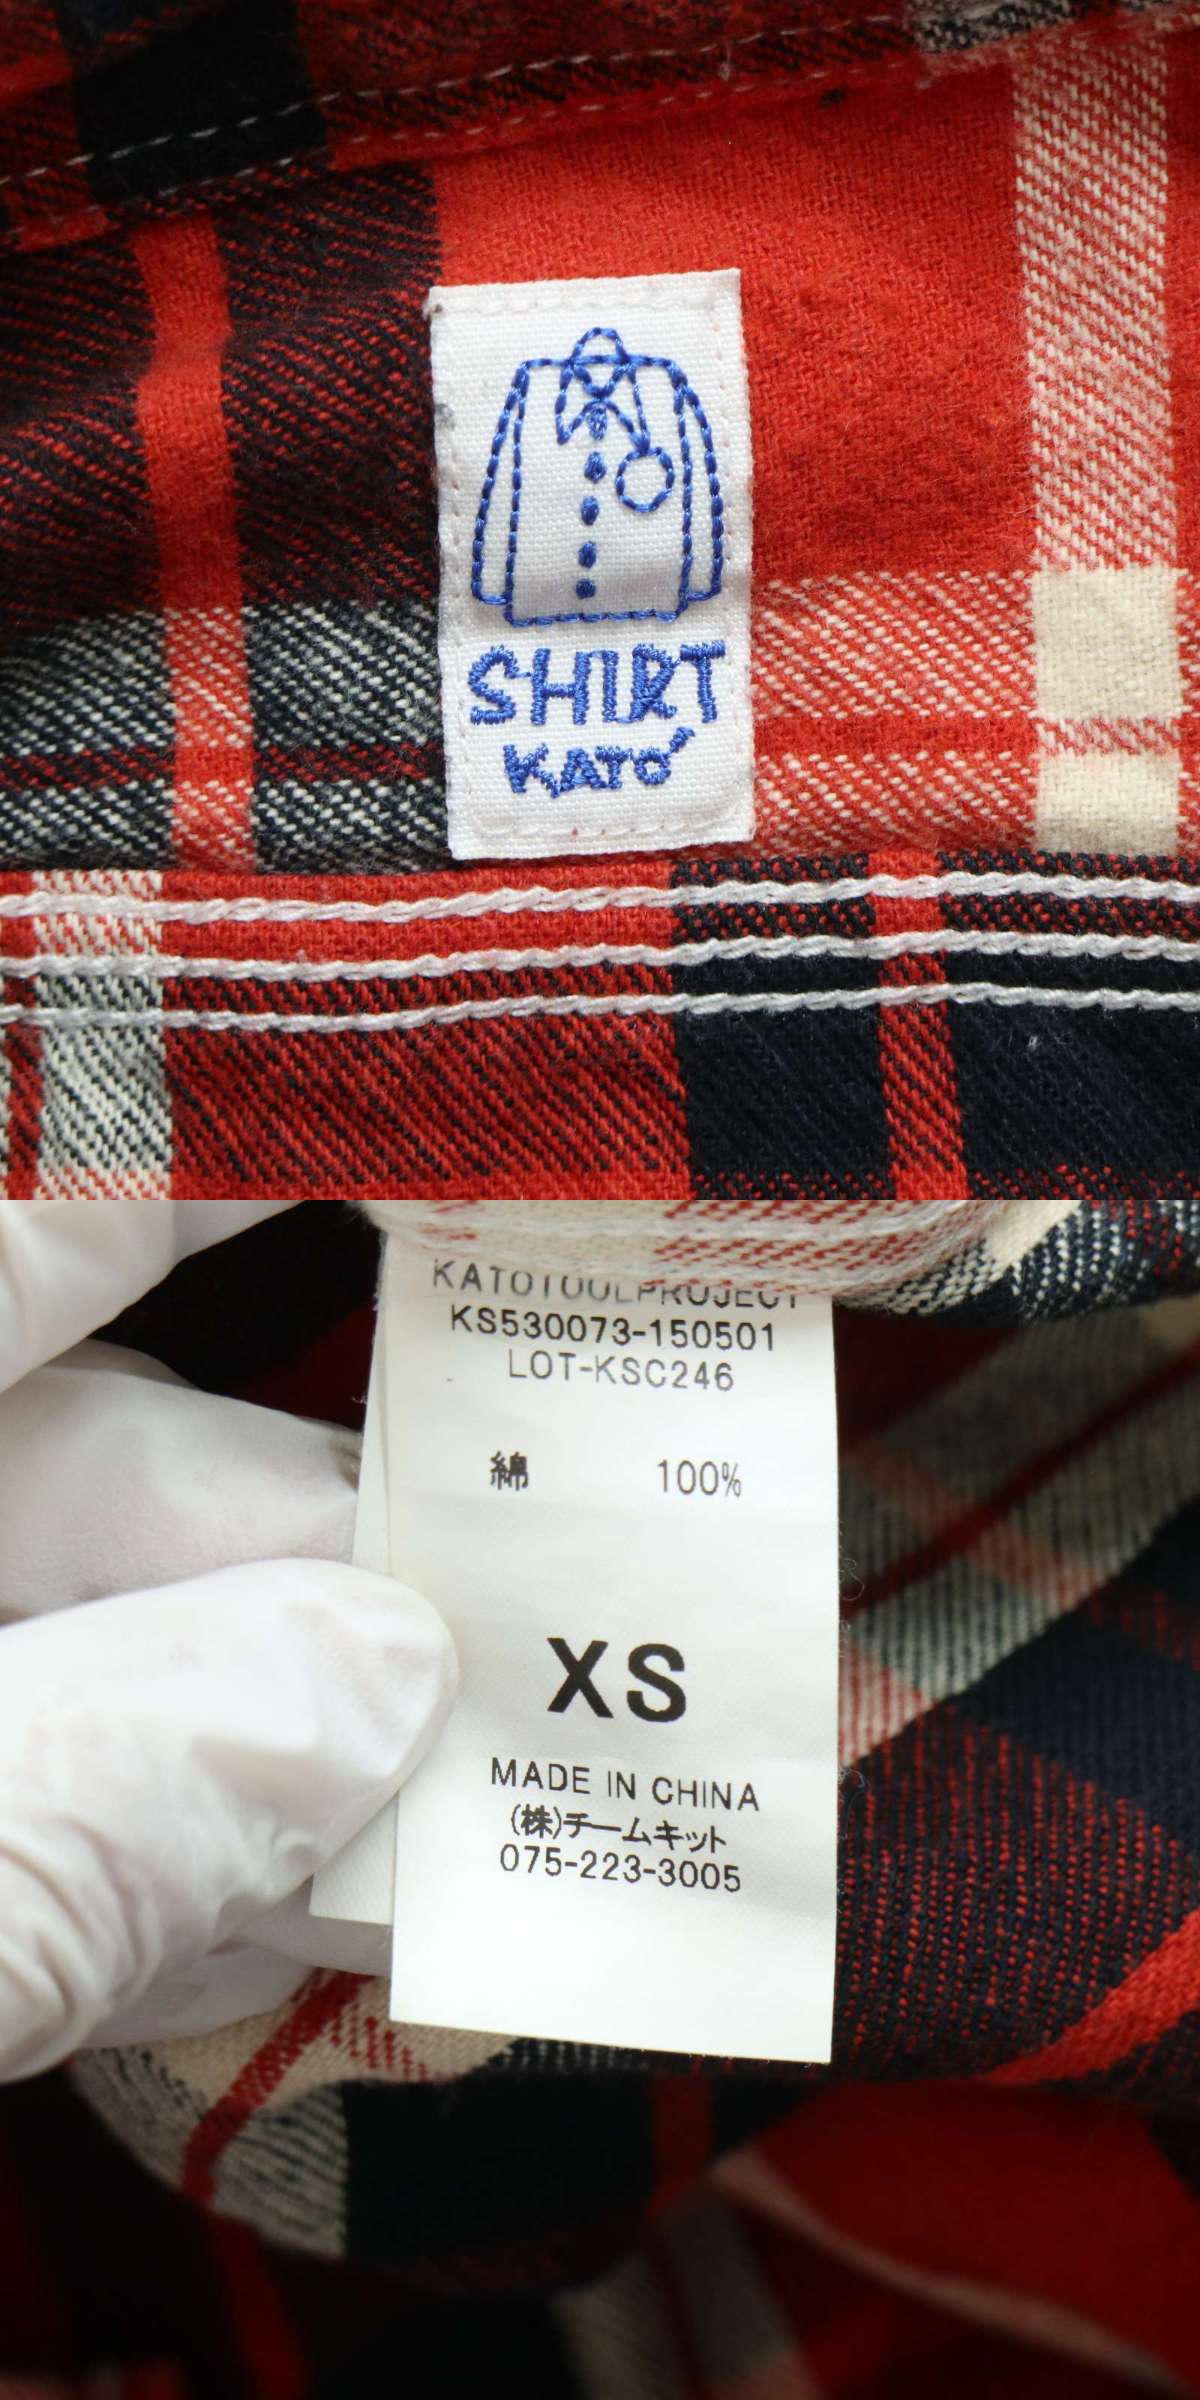 SHIRT
KATO'
KATOTOOLPROJECT
KS530073-150501
LOT-KSC246
綿 100%
XS
MADE IN CHINA
(株)チームキット
075-223-3005